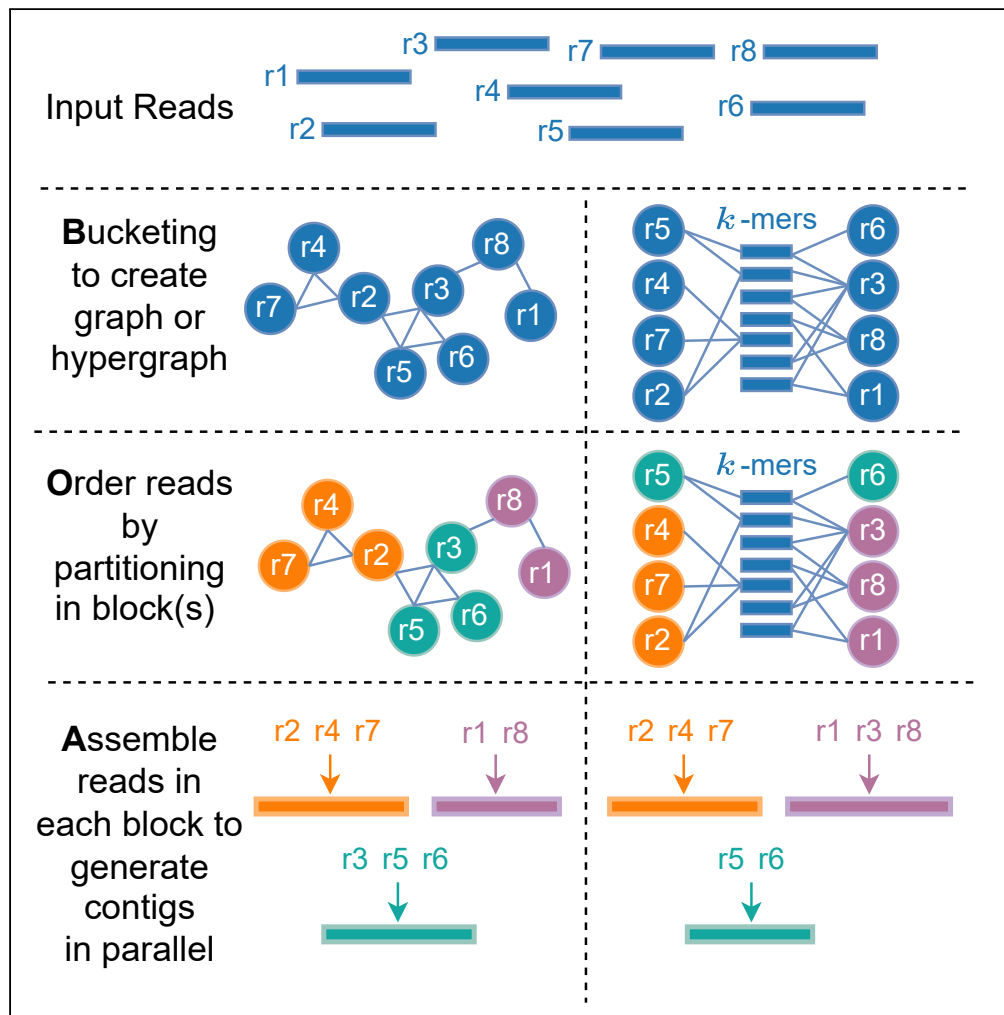 Input Reads
r1
r2
r3
r4
r5
r6
r7
r8
Bucketing
to create
graph or
hypergraph
r4
r7
r2
r3
r8
r1
r5
r6
k-mers
r5
r4
r7
r2
r6
r3
r8
r1
Order reads
by
partitioning
in block(s)
r4
r7
r2
r3
r8
r1
r5
r6
k-mers
r5
r4
r7
r2
r6
r3
r8
r1
Assemble
reads in
each block to
generate
contigs
in parallel
r2 r4 r7
r1 r8
r3 r5 r6
r2 r4 r7
r1 r3 r8
r5 r6